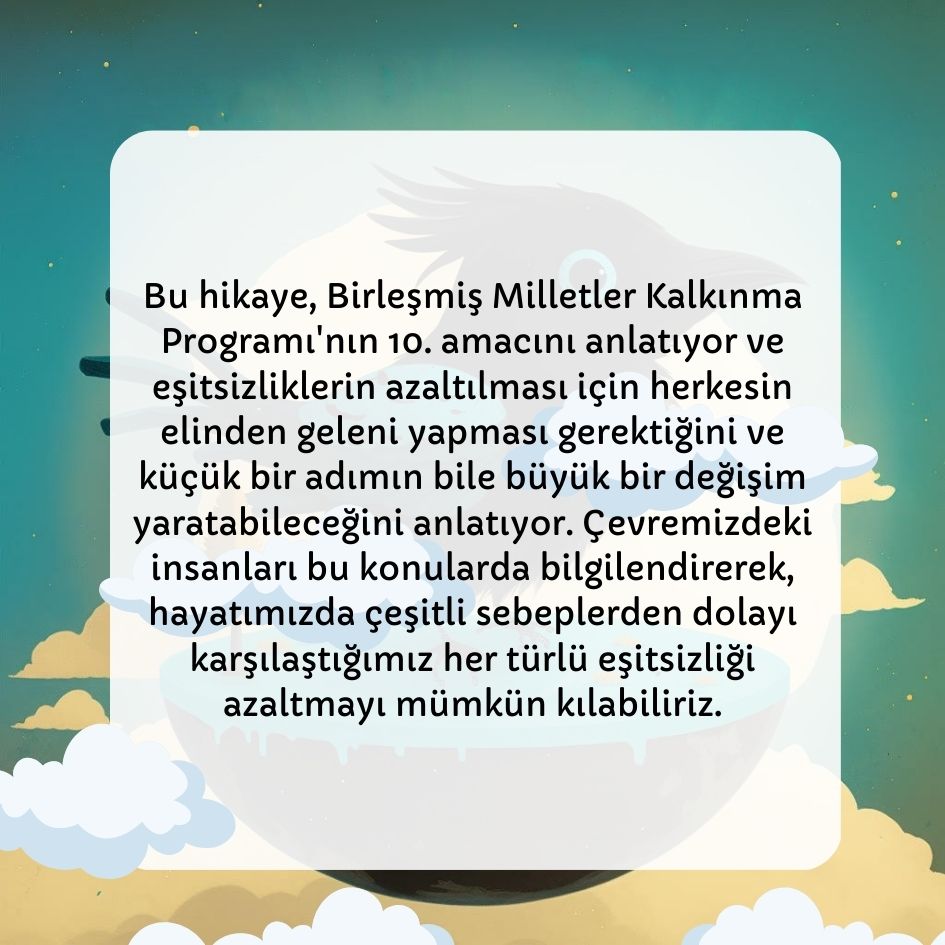 Bu hikaye, Birleşmiş Milletler Kalkınma
Programı'nın 10. amacını anlatıyor ve
eşitsizliklerin azaltılması için herkesin
elinden geleni yapması gerektiğini ve
küçük bir adımın bile büyük bir değişim
yaratabileceğini anlatıyor. Çevremizdeki
insanları bu konularda bilgilendirerek,
hayatımızda çeşitli sebeplerden dolayı
karşılaştığımız her türlü eşitsizliği
azaltmayı mümkün kılabiliriz.